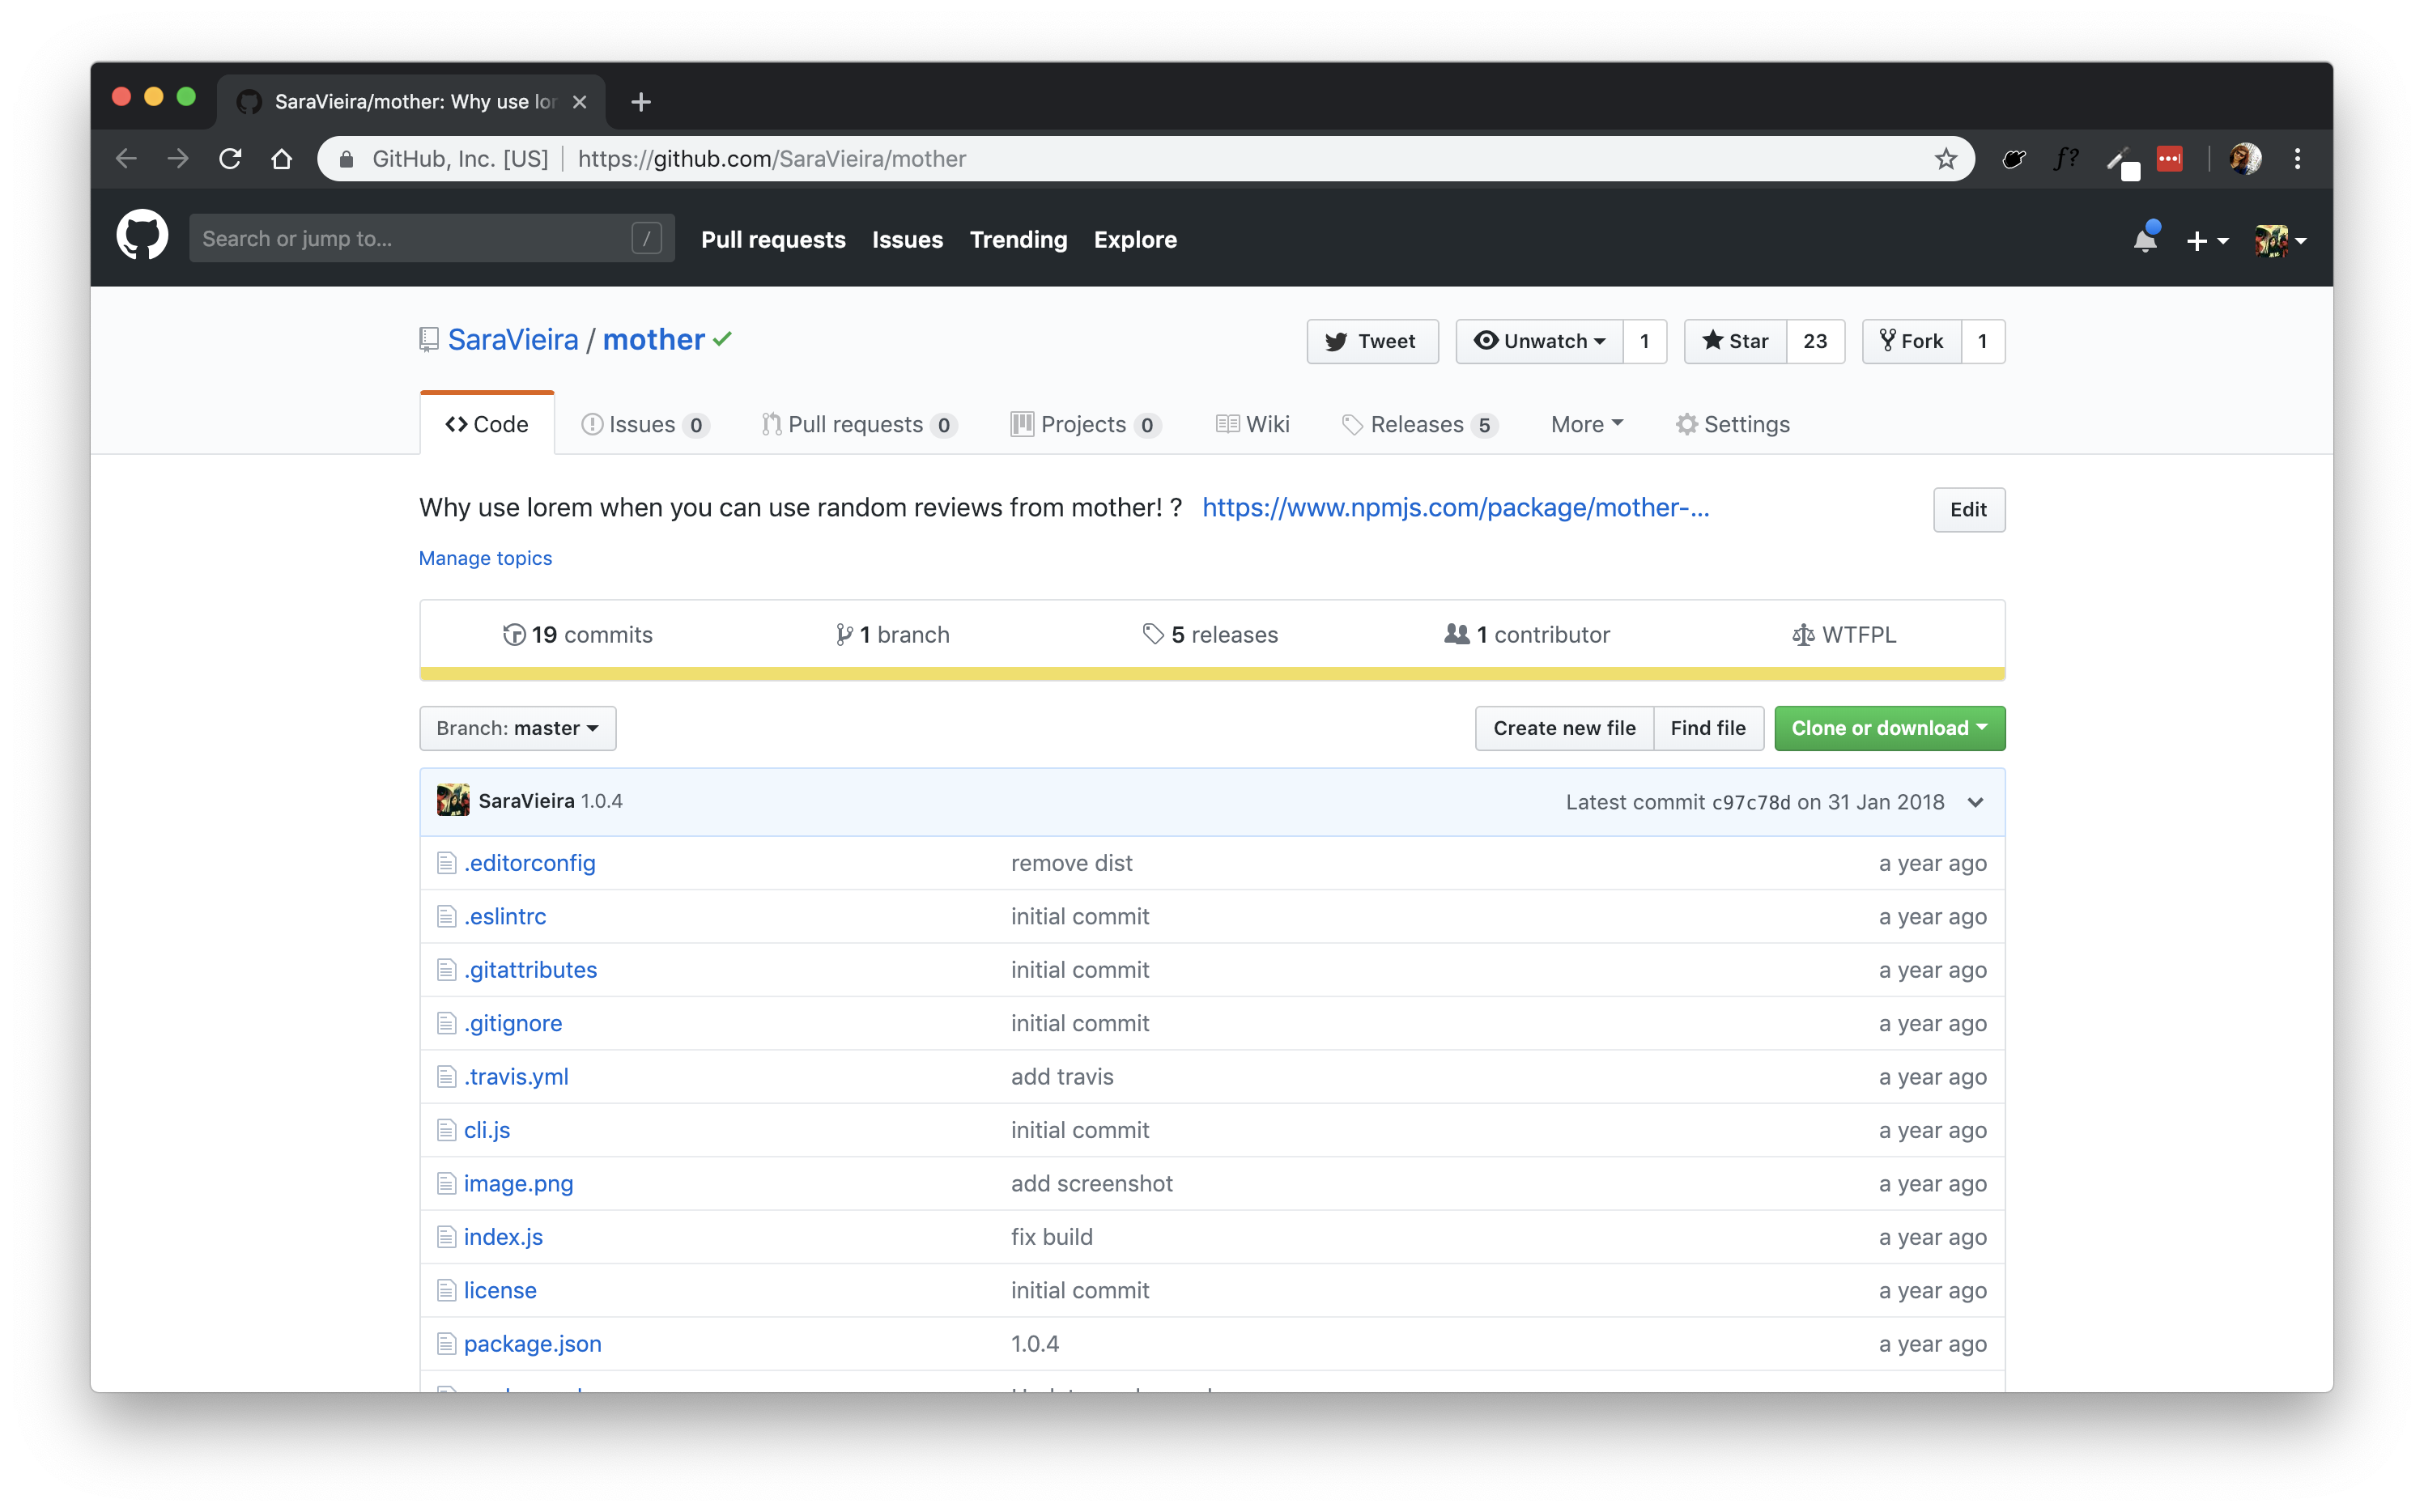 SaraVieira/mother: Why use lor
GitHub, Inc. [US] https://github.com/SaraVieira/mother
f?
Search or jump to... /
Pull requests Issues Trending Explore
SaraVieira / mother
Tweet Unwatch 1 Star 23 Fork 1
Code Issues 0 Pull requests 0 Projects 0 Wiki Releases 5 More Settings
Why use lorem when you can use random reviews from mother! ? https://www.npmjs.com/package/mother-... Edit
Manage topics
19 commits 1 branch 5 releases 1 contributor WTFPL
Branch: master Create new file Find file Clone or download
SaraVieira 1.0.4 Latest commit c97c78d on 31 Jan 2018
.editorconfig remove dist a year ago
.eslintrc initial commit a year ago
.gitattributes initial commit a year ago
.gitignore initial commit a year ago
.travis.yml add travis a year ago
cli.js initial commit a year ago
image.png add screenshot a year ago
index.js fix build a year ago
license initial commit a year ago
package.json 1.0.4 a year ago